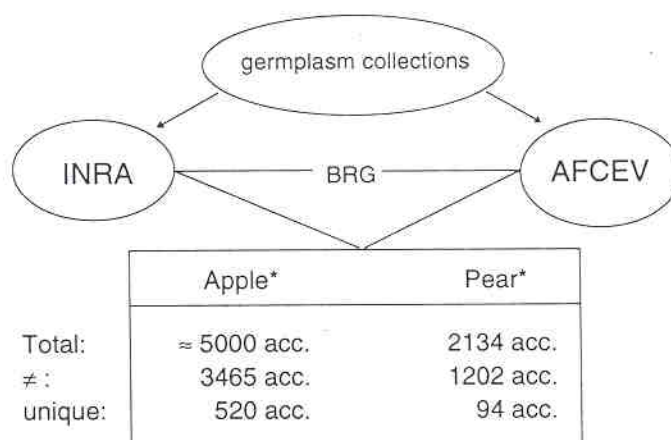 germplasm collections
INRA
BRG
AFCEV
Apple* Pear*
Total: ≈ 5000 acc. 2134 acc.
≠ : 3465 acc. 1202 acc.
unique: 520 acc. 94 acc.